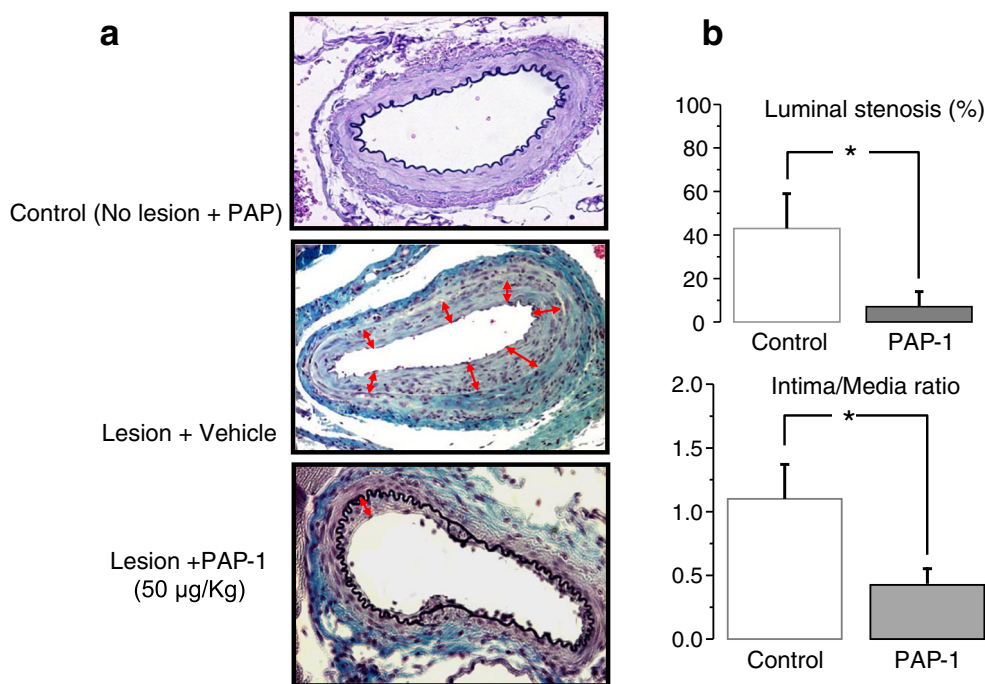 a
Control (No lesion + PAP)
Lesion + Vehicle
Lesion +PAP-1
(50 µg/Kg)
b
Luminal stenosis (%)
100
80
60
40
20
0
*
Control
PAP-1
Intima/Media ratio
2.0
1.5
1.0
0.5
0.0
*
Control
PAP-1